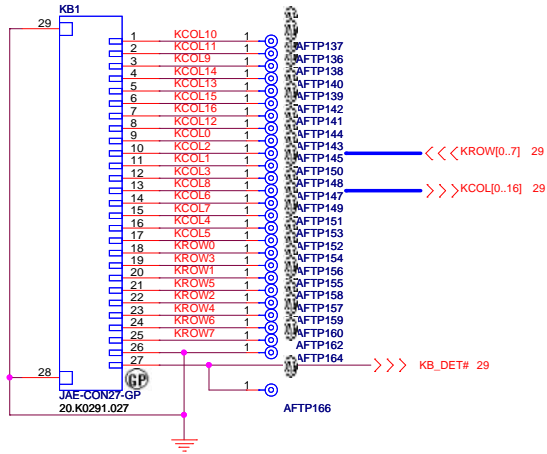 KB1
29
1 KCOL10 1 AFTP137
2 KCOL11 1 AFTP136
3 KCOL9 1 AFTP138
4 KCOL14 1 AFTP140
5 KCOL13 1 AFTP139
6 KCOL15 1 AFTP142
7 KCOL16 1 AFTP141
8 KCOL12 1 AFTP144
9 KCOL0 1 AFTP143
10 KCOL2 1 AFTP145 KROW[0..7] 29
11 KCOL1 1 AFTP150
12 KCOL3 1 AFTP148
13 KCOL8 1 AFTP147 KCOL[0..16] 29
14 KCOL6 1 AFTP149
15 KCOL7 1 AFTP151
16 KCOL4 1 AFTP153
17 KCOL5 1 AFTP152
18 KROW0 1 AFTP154
19 KROW3 1 AFTP156
20 KROW1 1 AFTP155
21 KROW5 1 AFTP158
22 KROW2 1 AFTP157
23 KROW4 1 AFTP159
24 KROW6 1 AFTP160
25 KROW7 1 AFTP162
26 1 AFTP164
27 KB_DET# 29
28 GP 1
JAE-CON27-GP
20.K0291.027
AFTP166